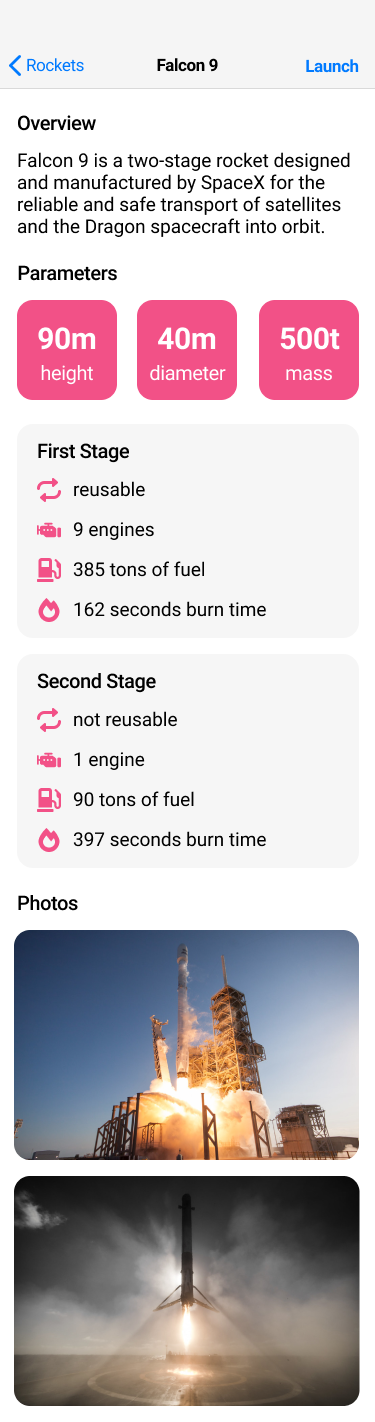 Rockets
Falcon 9
Launch
Overview
Falcon 9 is a two-stage rocket designed
and manufactured by SpaceX for the
reliable and safe transport of satellites
and the Dragon spacecraft into orbit.
Parameters
90m
height
40m
diameter
500t
mass
First Stage
reusable
9 engines
385 tons of fuel
162 seconds burn time
Second Stage
not reusable
1 engine
90 tons of fuel
397 seconds burn time
Photos